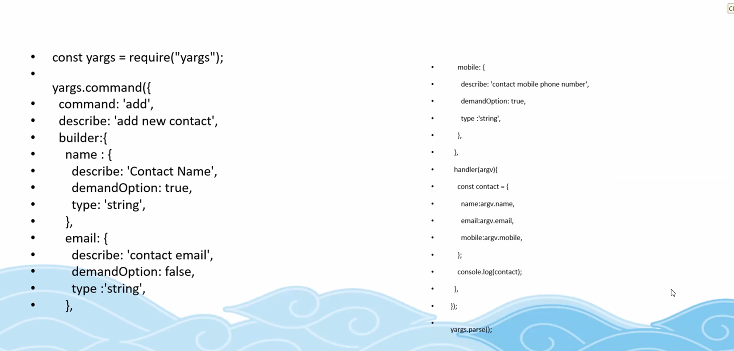 const yargs = require("yargs");
yargs.command({
command: 'add',
describe: 'add new contact',
builder:{
name : {
describe: 'Contact Name',
demandOption: true,
type: 'string',
},
email: {
describe: 'contact email',
demandOption: false,
type :'string',
},
mobile: {
describe: 'contact mobile phone number',
demandOption: true,
type :'string',
},
},
handler(argv){
const contact = {
name:argv.name,
email:argv.email,
mobile:argv.mobile,
};
console.log(contact);
},
});
yargs.parse();